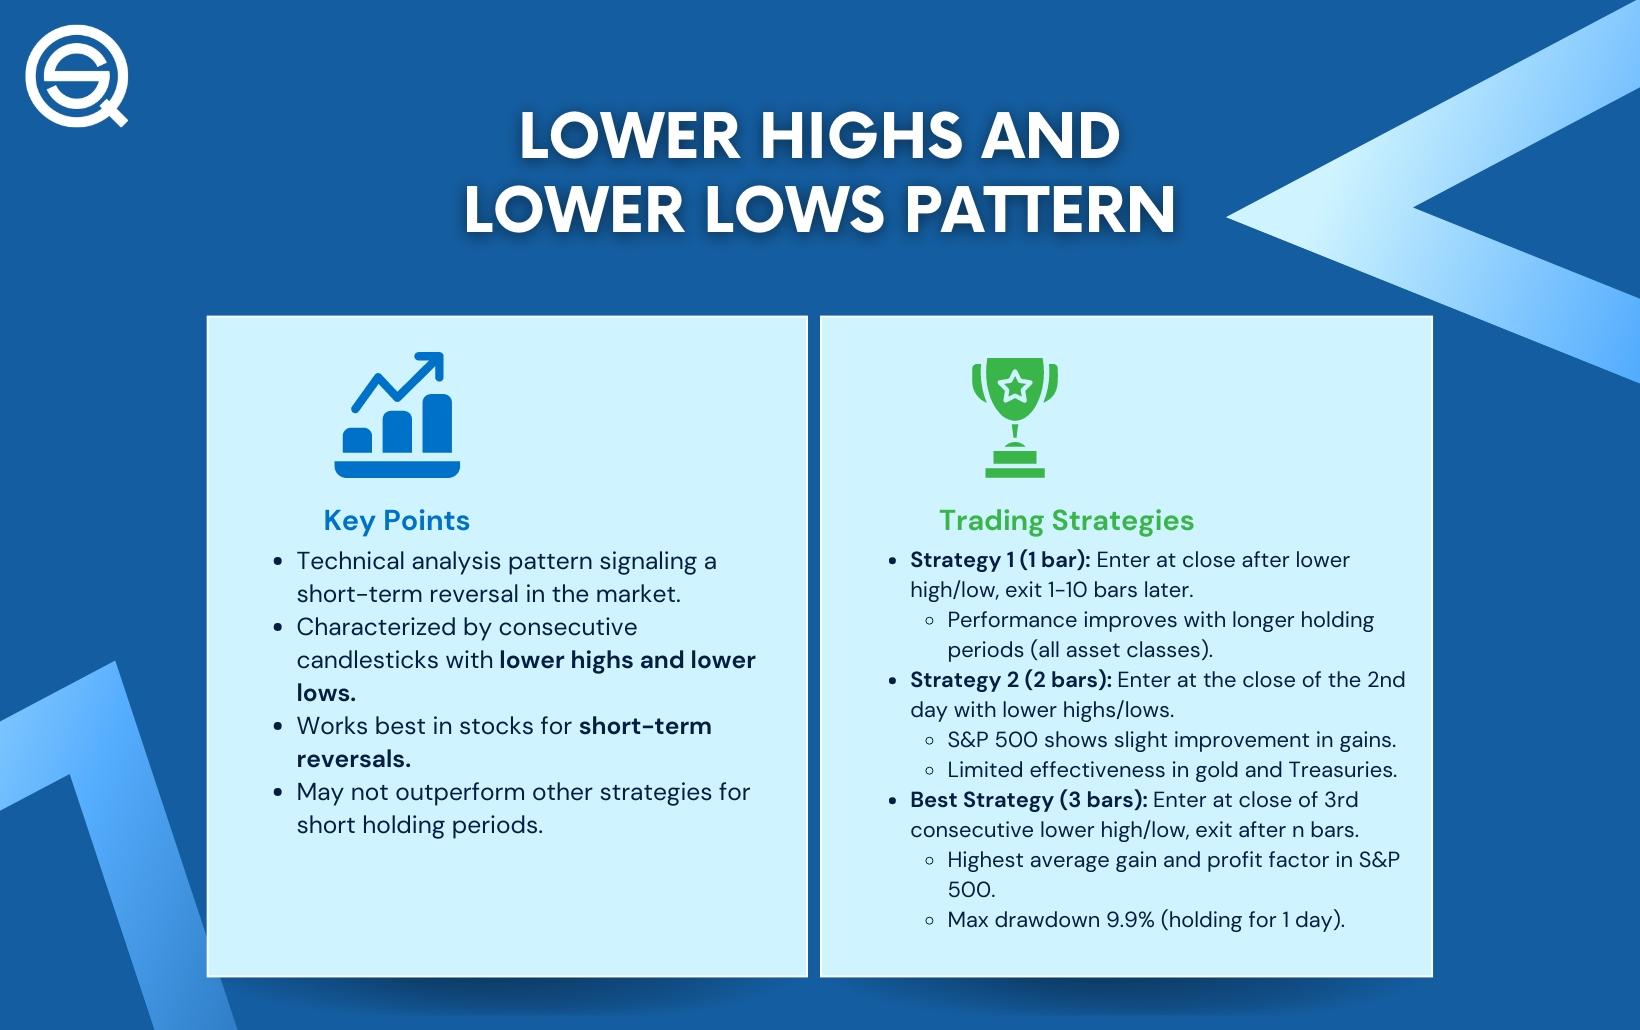 LOWER HIGHS AND
LOWER LOWS PATTERN
Key Points
• Technical analysis pattern signaling a
short-term reversal in the market.
• Characterized by consecutive
candlesticks with lower highs and lower
lows.
• Works best in stocks for short-term
reversals.
• May not outperform other strategies for
short holding periods.
Trading Strategies
• Strategy 1 (1 bar): Enter at close after lower
high/low, exit 1-10 bars later.
◦ Performance improves with longer holding
periods (all asset classes).
• Strategy 2 (2 bars): Enter at the close of the 2nd
day with lower highs/lows.
◦ S&P 500 shows slight improvement in gains.
◦ Limited effectiveness in gold and Treasuries.
• Best Strategy (3 bars): Enter at close of 3rd
consecutive lower high/low, exit after n bars.
◦ Highest average gain and profit factor in S&P
500.
◦ Max drawdown 9.9% (holding for 1 day).